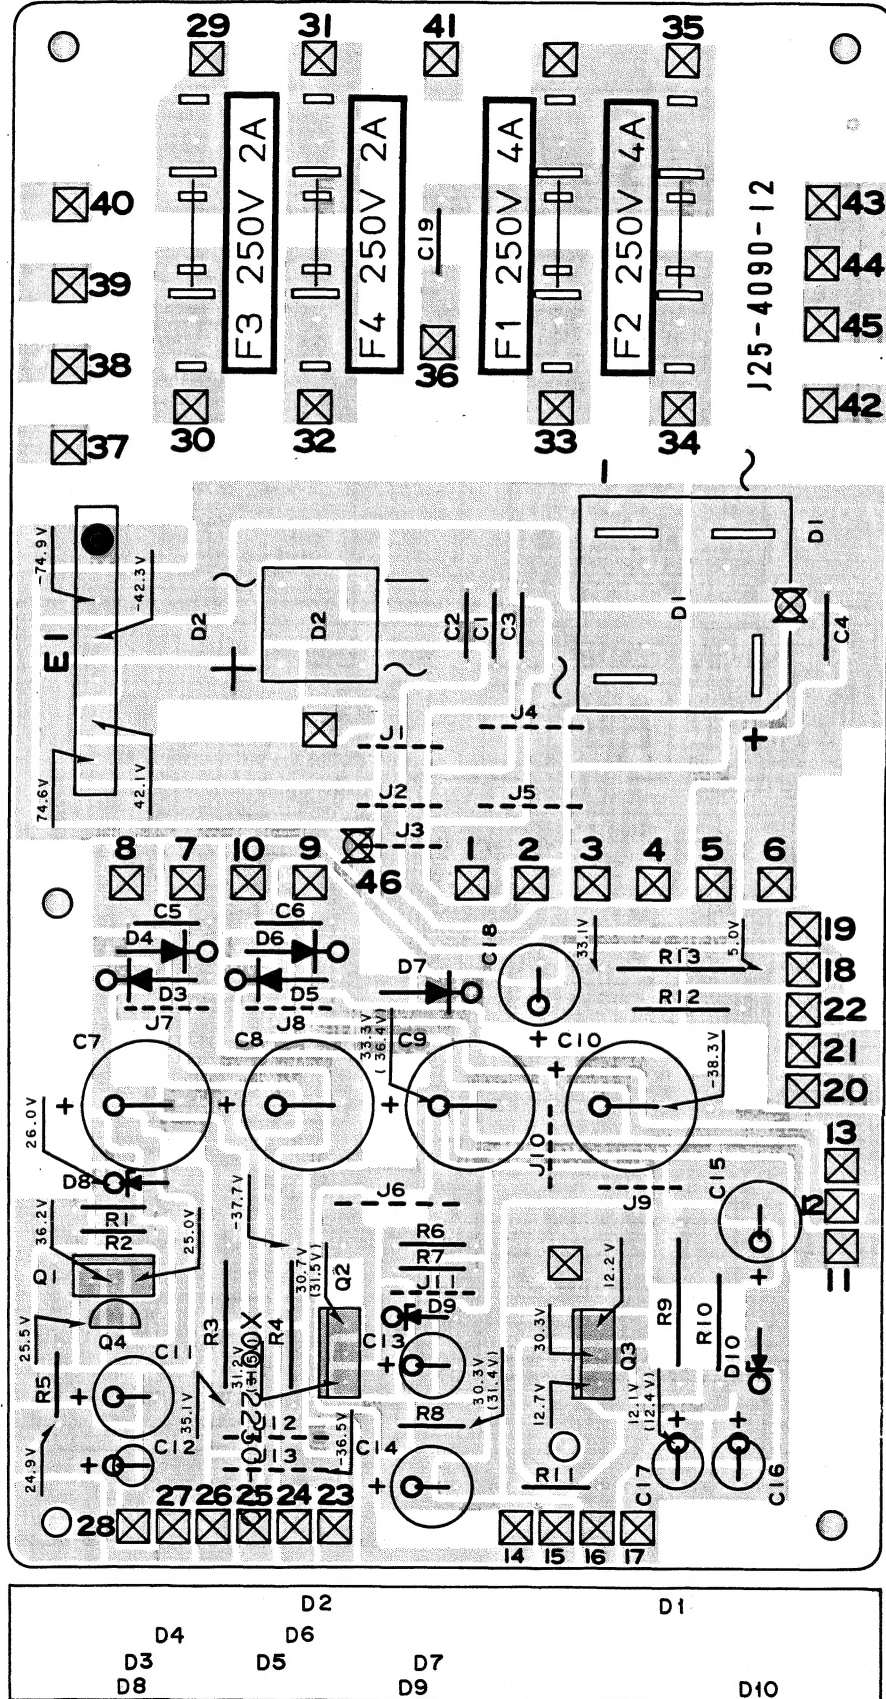 29 31 41 35
F3 250V 2A
F4 250V 2A
F1 250V 4A
F2 250V 4A
C19
J25-4090-12
40
39
38
37
43
44
45
42
36
30 32 33 34
-74.9V
-42.3V
E1
74.6V
42.1V
D2
D2
C2
C1
C3
D1
D1
C4
J1
J4
J2
J5
J3
46
8 7 10 9 1 2 3 4 5 6
C5 C6
D4 D6
D3 D5
J7 J8
D7
C18
33.1V
5.0V
R13
R12
19
18
22
21
20
C7
C8
33.3V
(36.4V)
C9
C10
-38.3V
26.0V
J10
13
12
11
D8
J6
J9
C15
R1
R2
36.2V
25.0V
-37.7V
30.7V
(31.5V)
R6
R7
J11
Q1
Q2
12.2V
D9
25.5V
Q4
R3
R4
30.3V
Q3
R9
R10
D10
C11
C13
R5
35.1V
31.2V
30.3V
(31.4V)
12.7V
12.1V
(12.4V)
R8
24.9V
C12
J12
J13
-36.5V
C14
R11
C17
C16
28 27 26 25 24 23
14 15 16 17
D2 D1
D4 D6
D3 D5 D7
D8 D9 D10